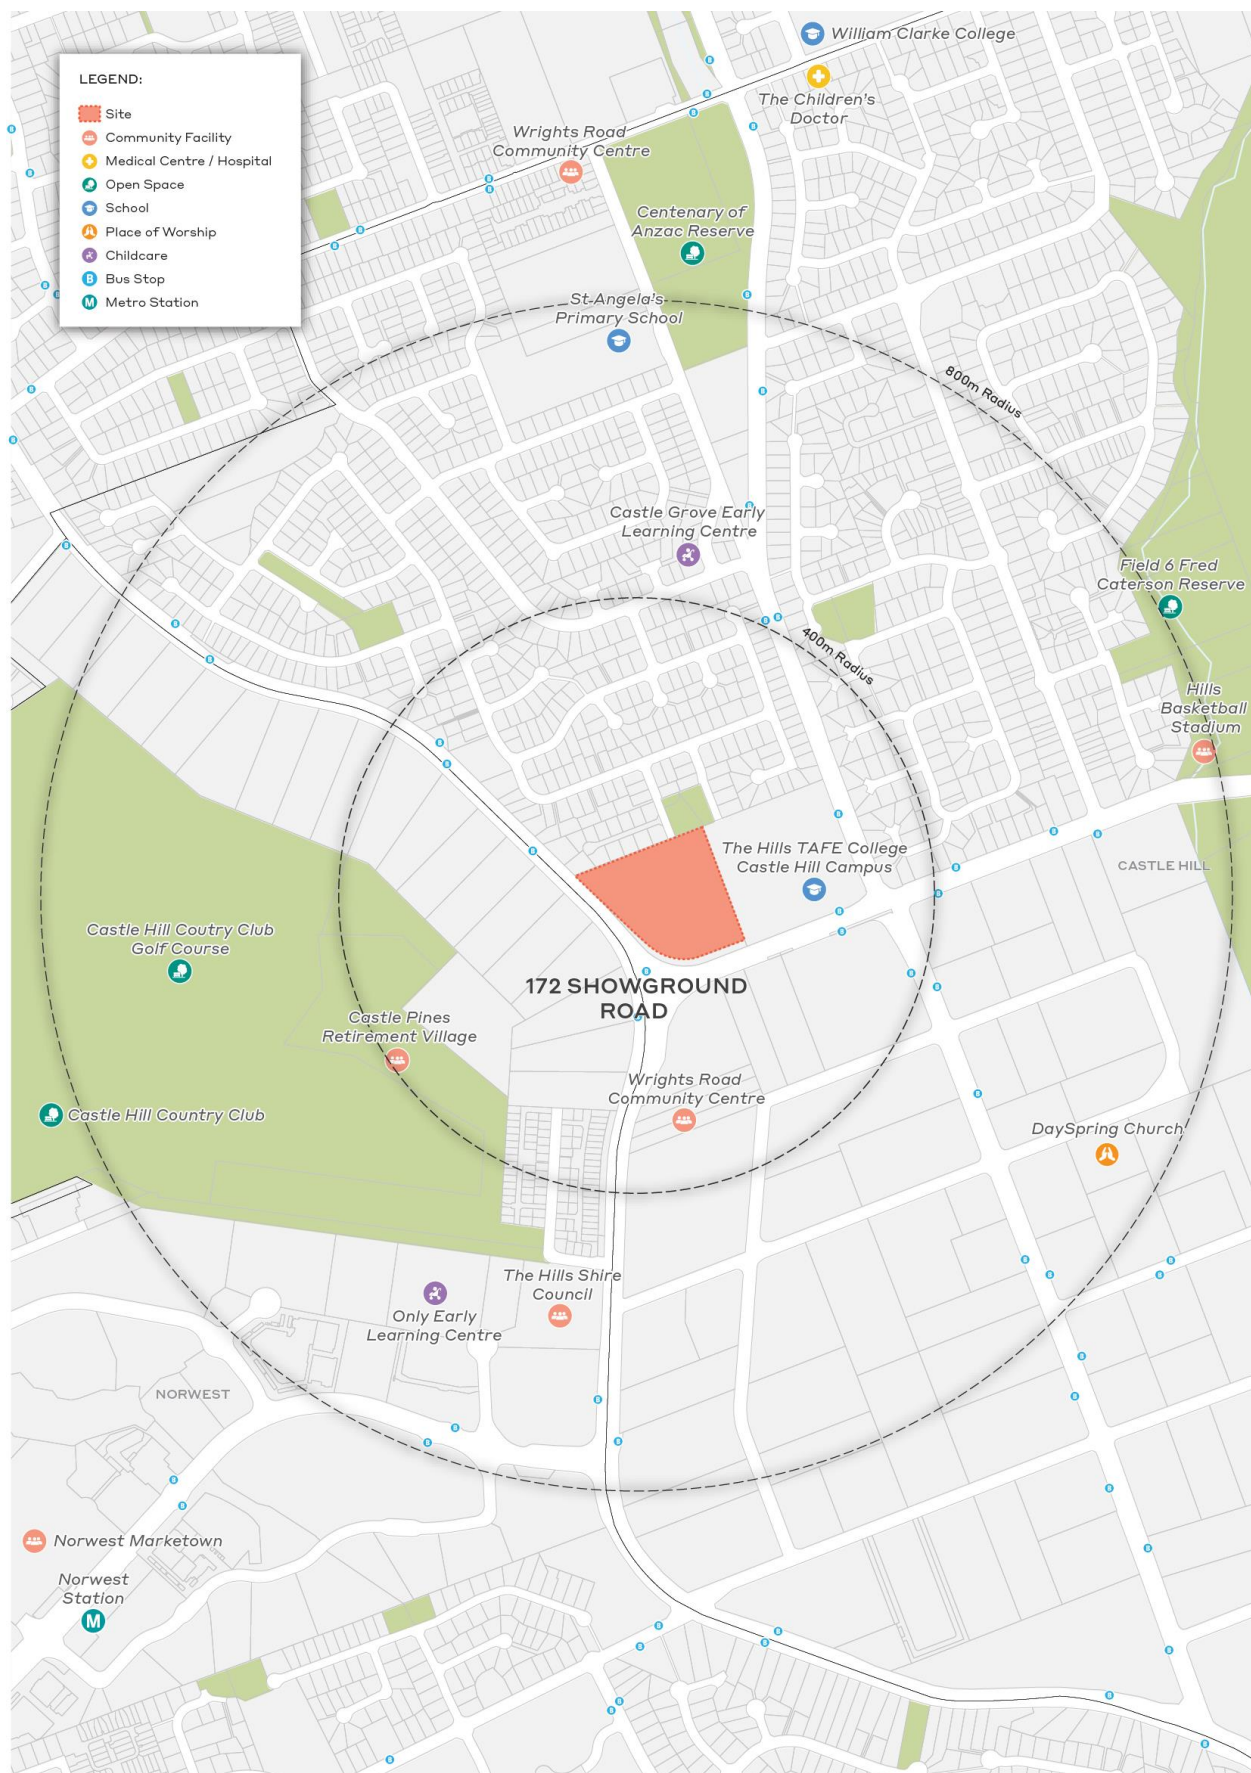 LEGEND:
Site
Community Facility
Medical Centre / Hospital
Open Space
School
Place of Worship
Childcare
B Bus Stop
M Metro Station
William Clarke College
The Children's
Doctor
Wrights Road
Community Centre
Centenary of
Anzac Reserve
St Angela's
Primary School
800m Radius
Castle Grove Early
Learning Centre
Field 6 Fred
Caterson Reserve
400m Radius
Hills
Basketball
Stadium
The Hills TAFE College
Castle Hill Campus
CASTLE HILL
Castle Hill Coutry Club
Golf Course
172 SHOWGROUND
ROAD
Castle Pines
Retirement Village
Wrights Road
Community Centre
Castle Hill Country Club
DaySpring Church
The Hills Shire
Council
Only Early
Learning Centre
NORWEST
Norwest Marketown
Norwest
Station
M